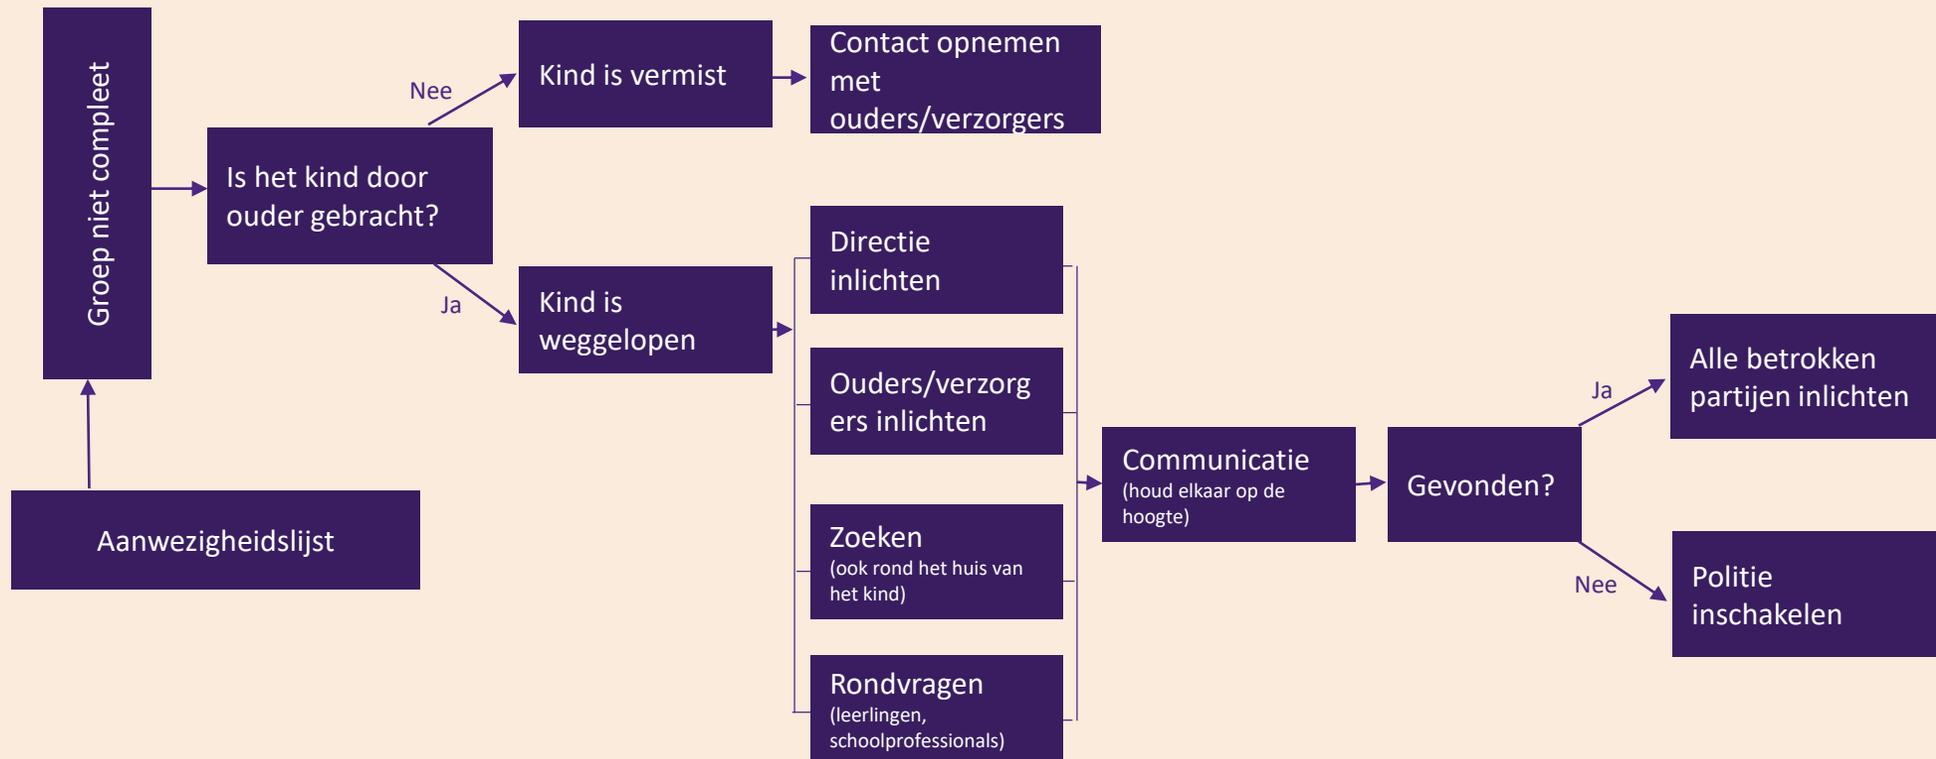 Groep niet compleet
Aanwezigheidslijst
Is het kind door
ouder gebracht?
Nee
Kind is vermist
Contact opnemen
met
ouders/verzorgers
Ja
Kind is
weggelopen
Directie
inlichten
Ouders/verzorg
ers inlichten
Zoeken
(ook rond het huis van
het kind)
Rondvragen
(leerlingen,
schoolprofessionals)
Communicatie
(houd elkaar op de
hoogte)
Gevonden?
Ja
Alle betrokken
partijen inlichten
Nee
Politie
inschakelen